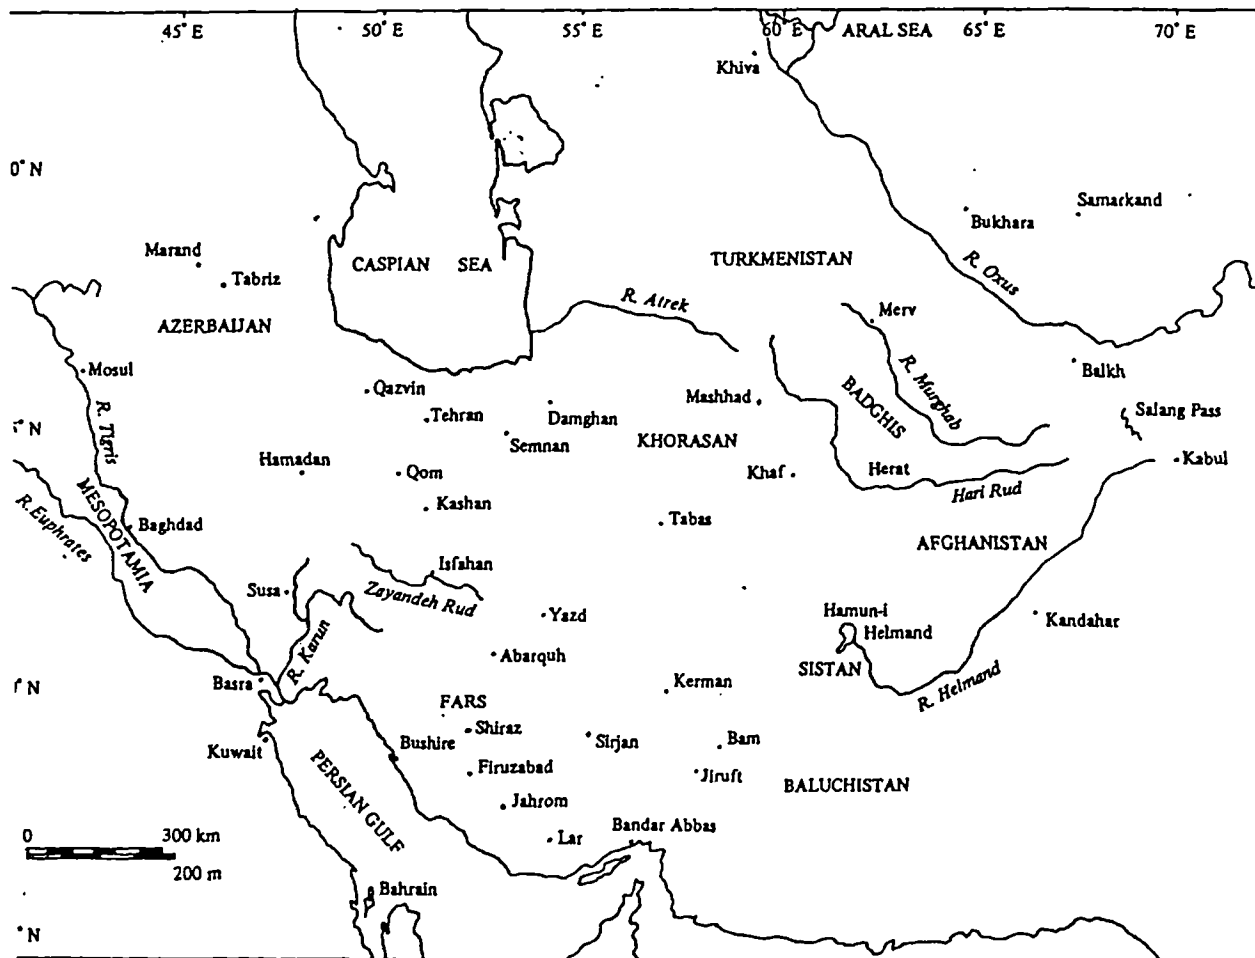 45° E
50° E
55° E
60° E
ARAL SEA
65° E
70° E
Khiva
0° N
Samarkand
Bukhara
Marand
Tabriz
CASPIAN SEA
TURKMENISTAN
R. Oxus
R. Atrek
AZERBAIJAN
Merv
Mosul
Qazvin
R. Murghab
Balkh
BADGHIS
Mashhad
Tehran
Damghan
Salang Pass
R. Tigris
° N
Semnan
KHORASAN
Hamadan
Qom
Khaf
Herat
Kabul
Hari Rud
MESOPOTAMIA
R. Euphrates
Kashan
Baghdad
Tabas
AFGHANISTAN
Isfahan
Susa
Zayandeh Rud
Yazd
Hamun-i
Helmand
Kandahar
R. Karun
Abarquh
SISTAN
Basra
Kerman
R. Helmand
° N
FARS
Shiraz
Kuwait
Bushire
Sirjan
Bam
PERSIAN GULF
Firuzabad
Jiruft
BALUCHISTAN
Jahrom
0 300 km
Lar
Bandar Abbas
200 m
Bahrain
° N